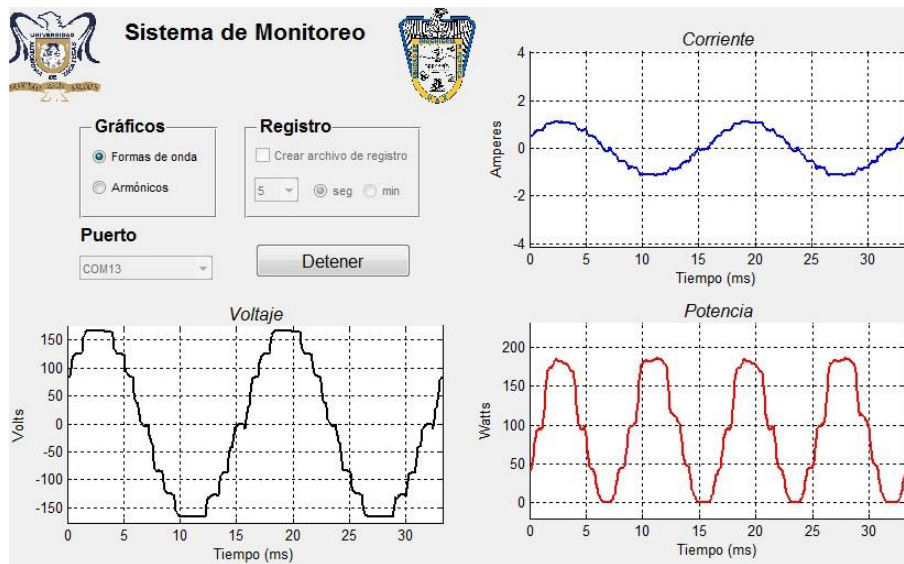 Sistema de Monitoreo
UNIVERSIDAD
Gráficos
Formas de onda
Armónicos
Registro
Crear archivo de registro
5 seg min
Puerto
COM13
Detener
Corriente
Amperes
4
2
0
-2
-4
0 5 10 15 20 25 30
Tiempo (ms)
Voltaje
Volts
150
100
50
0
-50
-100
-150
0 5 10 15 20 25 30
Tiempo (ms)
Potencia
Watts
200
150
100
50
0
0 5 10 15 20 25 30
Tiempo (ms)